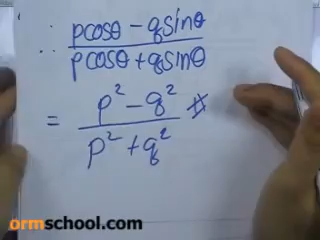 ∴ pcosθ - qsinθ
pcosθ + qsinθ
= p² - q² #
p² + q²
ormschool.com